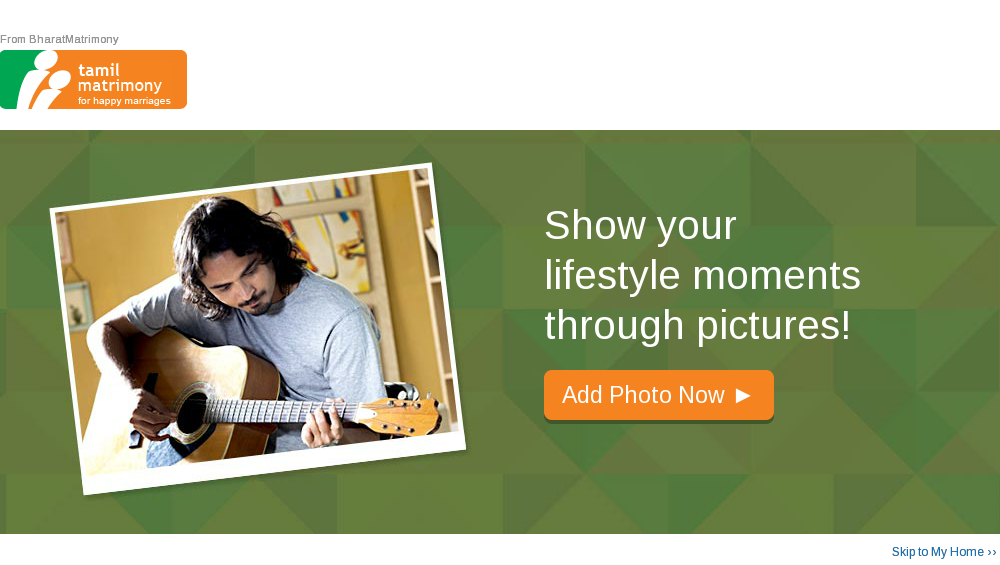 From BharatMatrimony
tamil
matrimony
for happy marriages
Show your
lifestyle moments
through pictures!
Add Photo Now ►
Skip to My Home ››